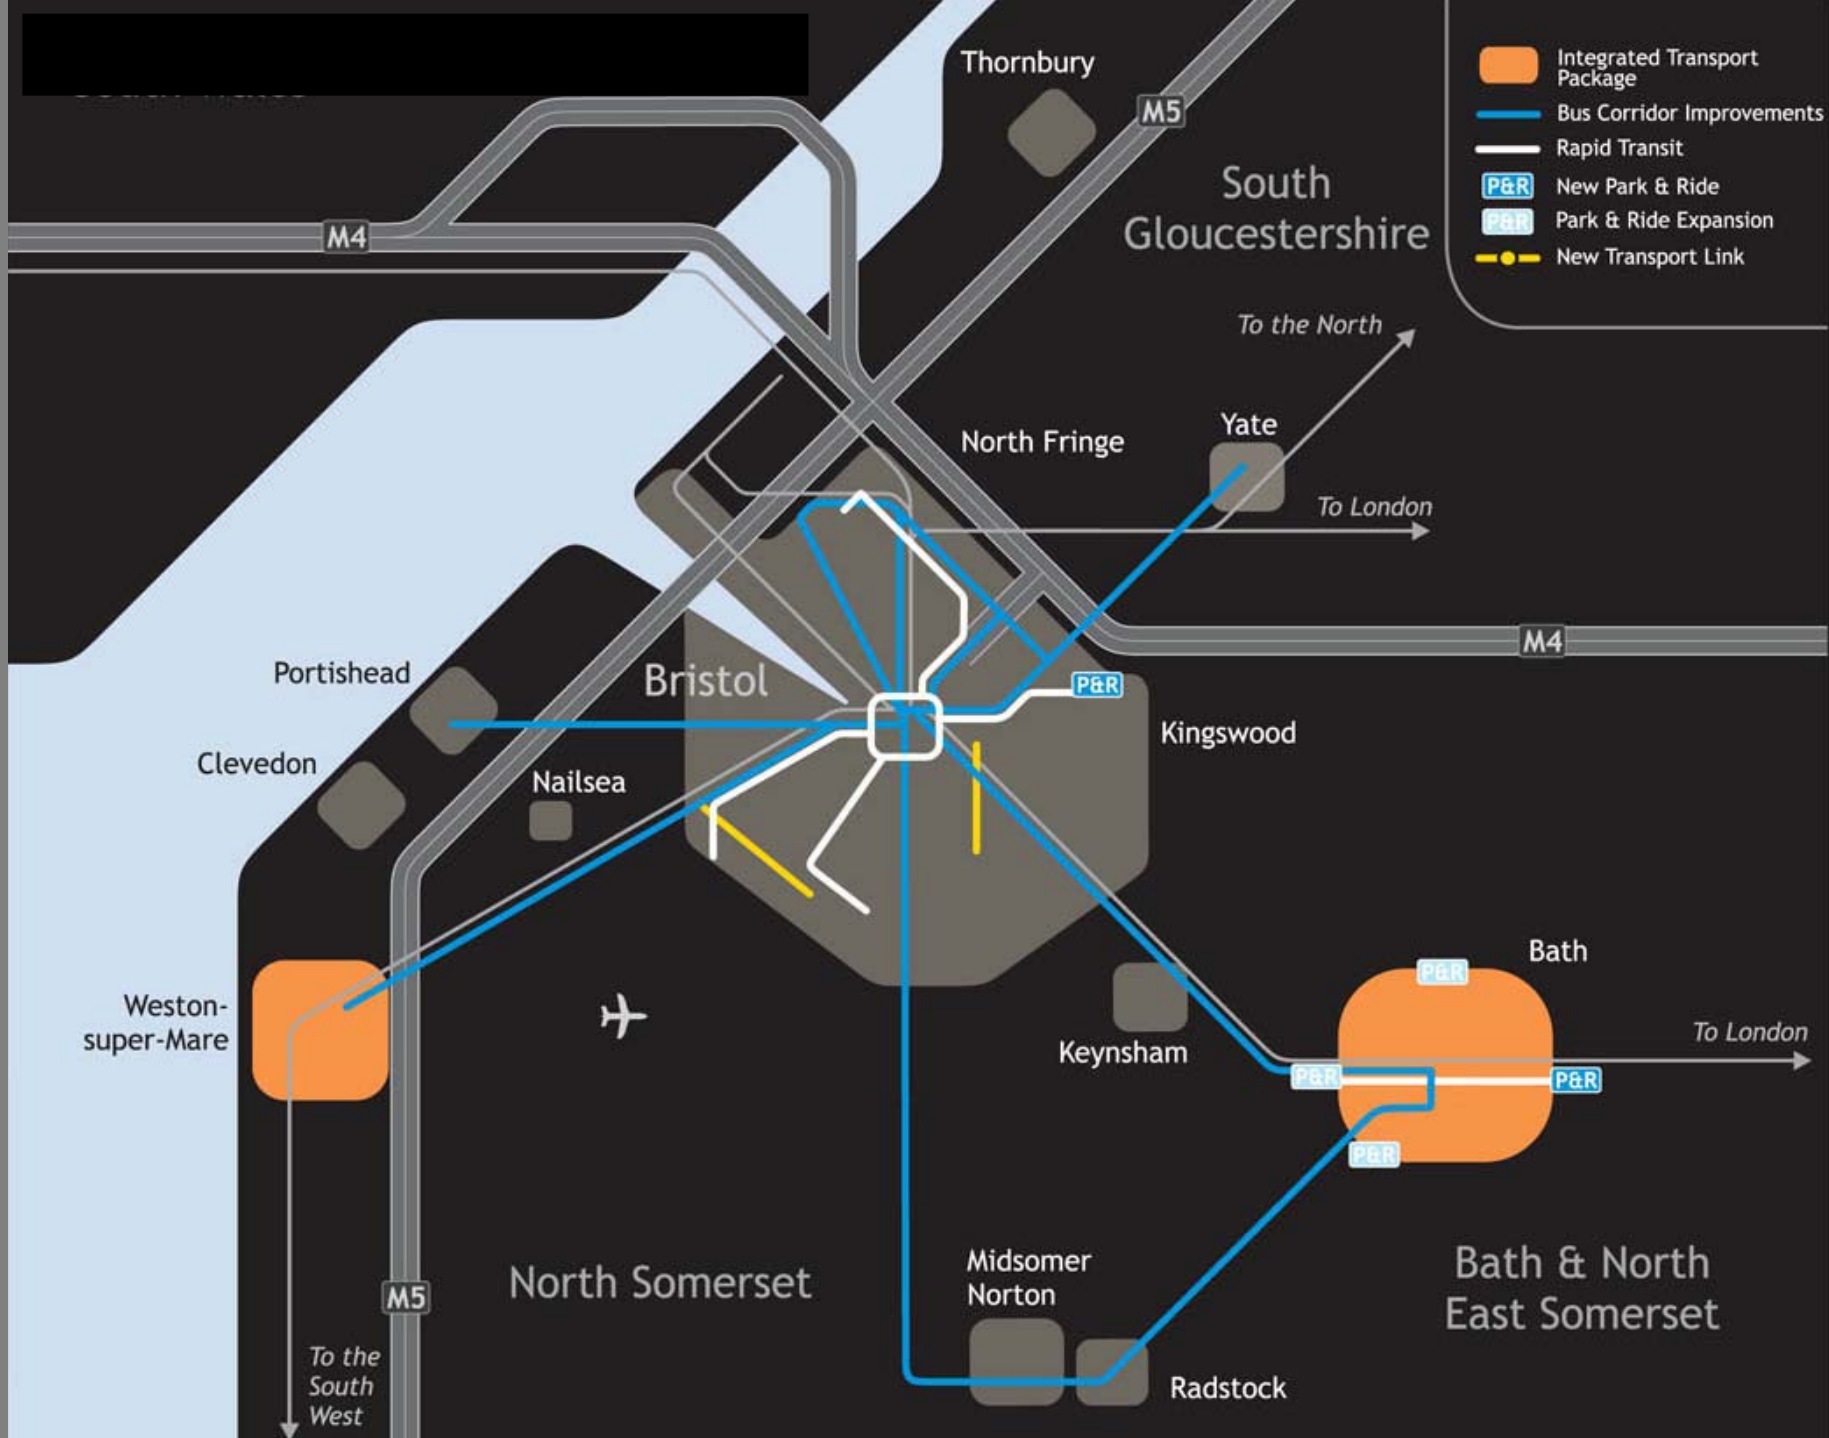 Thornbury
M5
South
Gloucestershire
M4
Integrated Transport
Package
Bus Corridor Improvements
Rapid Transit
P&R New Park & Ride
P&R Park & Ride Expansion
New Transport Link
To the North
Yate
North Fringe
To London
M4
Portishead
Bristol
P&R
Kingswood
Clevedon
Nailsea
Weston-
super-Mare
Keynsham
Bath
P&R
To London
P&R
P&R
P&R
Midsomer
Norton
North Somerset
Bath & North
East Somerset
M5
To the
South
West
Radstock